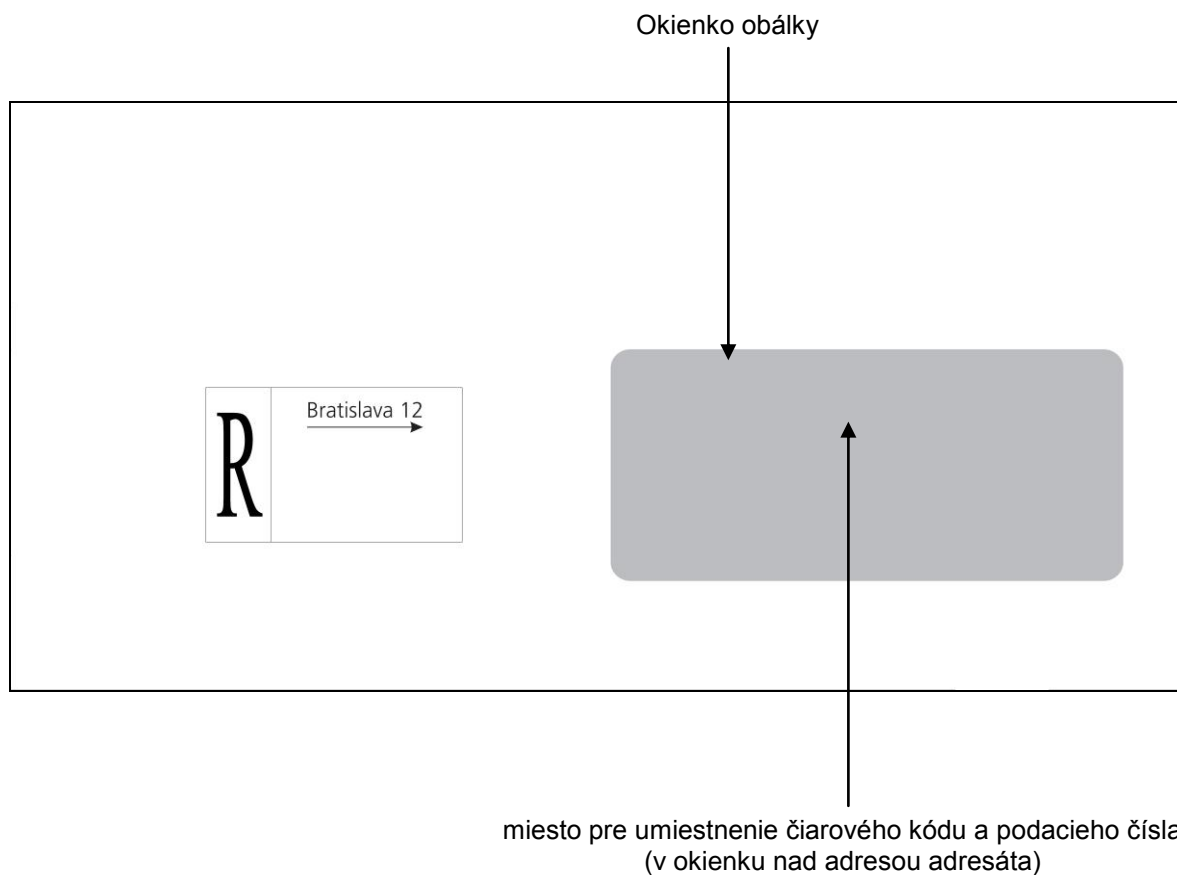 Okienko obálky
R
Bratislava 12
miesto pre umiestnenie čiarového kódu a podacieho čísla
(v okienku nad adresou adresáta)